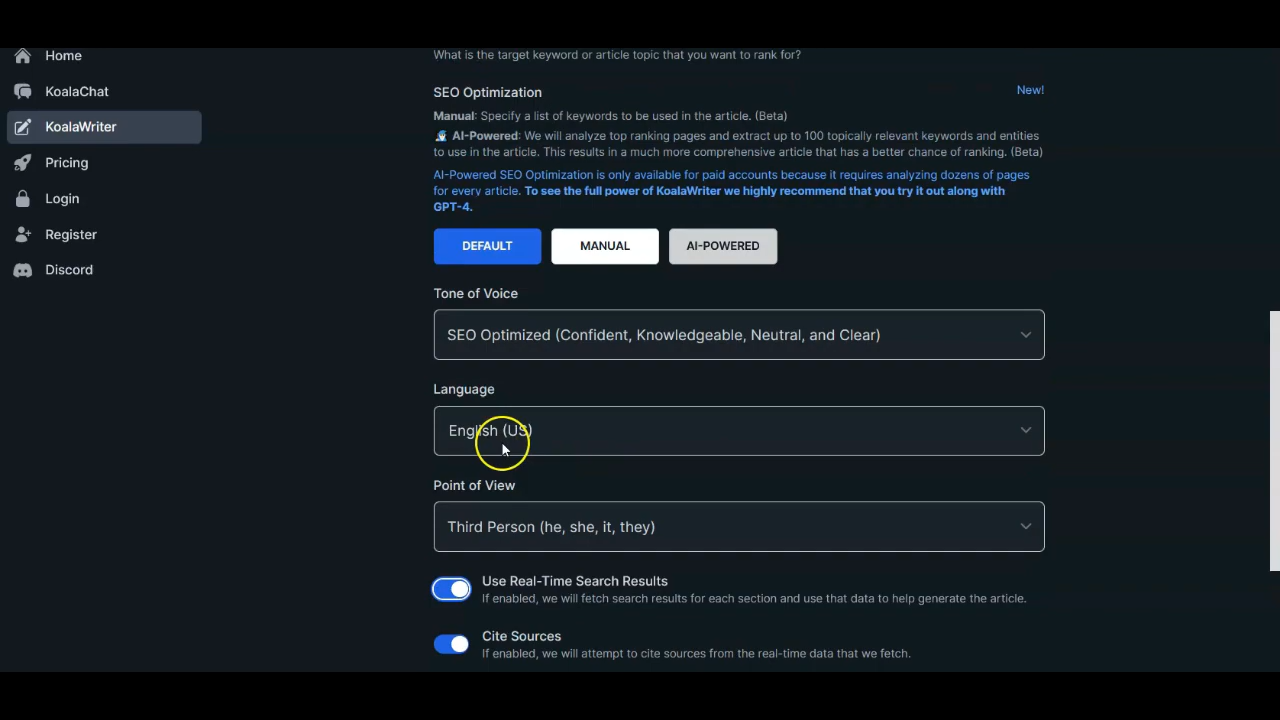 Home
KoalaChat
KoalaWriter
Pricing
Login
Register
Discord
What is the target keyword or article topic that you want to rank for?
SEO Optimization
New!
Manual: Specify a list of keywords to be used in the article. (Beta)
AI-Powered: We will analyze top ranking pages and extract up to 100 topically relevant keywords and entities
to use in the article. This results in a much more comprehensive article that has a better chance of ranking. (Beta)
AI-Powered SEO Optimization is only available for paid accounts because it requires analyzing dozens of pages
for every article. To see the full power of KoalaWriter we highly recommend that you try it out along with
GPT-4.
DEFAULT
MANUAL
AI-POWERED
Tone of Voice
SEO Optimized (Confident, Knowledgeable, Neutral, and Clear)
Language
English (US)
Point of View
Third Person (he, she, it, they)
Use Real-Time Search Results
If enabled, we will fetch search results for each section and use that data to help generate the article.
Cite Sources
If enabled, we will attempt to cite sources from the real-time data that we fetch.